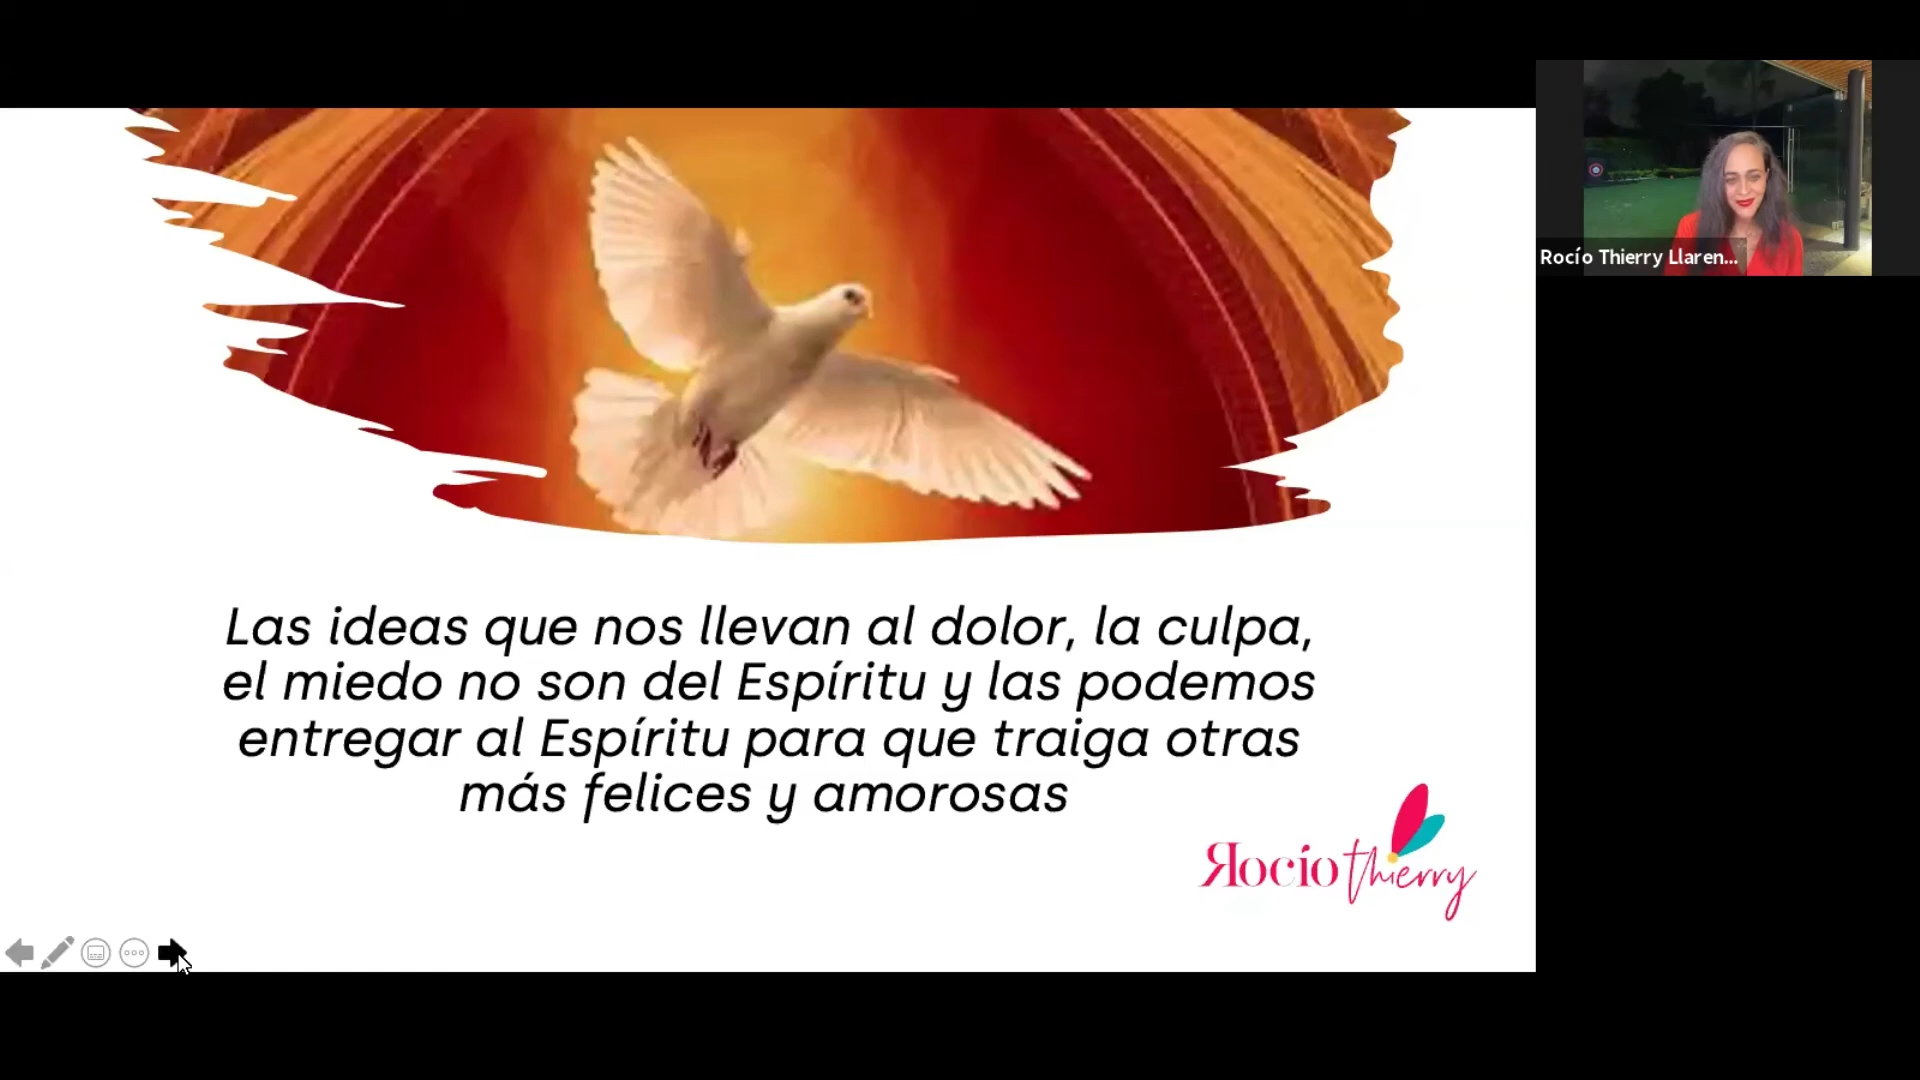 Rocío Thierry Llaren...
Las ideas que nos llevan al dolor, la culpa,
el miedo no son del Espíritu y las podemos
entregar al Espíritu para que traiga otras
más felices y amorosas
Rocío Thierry